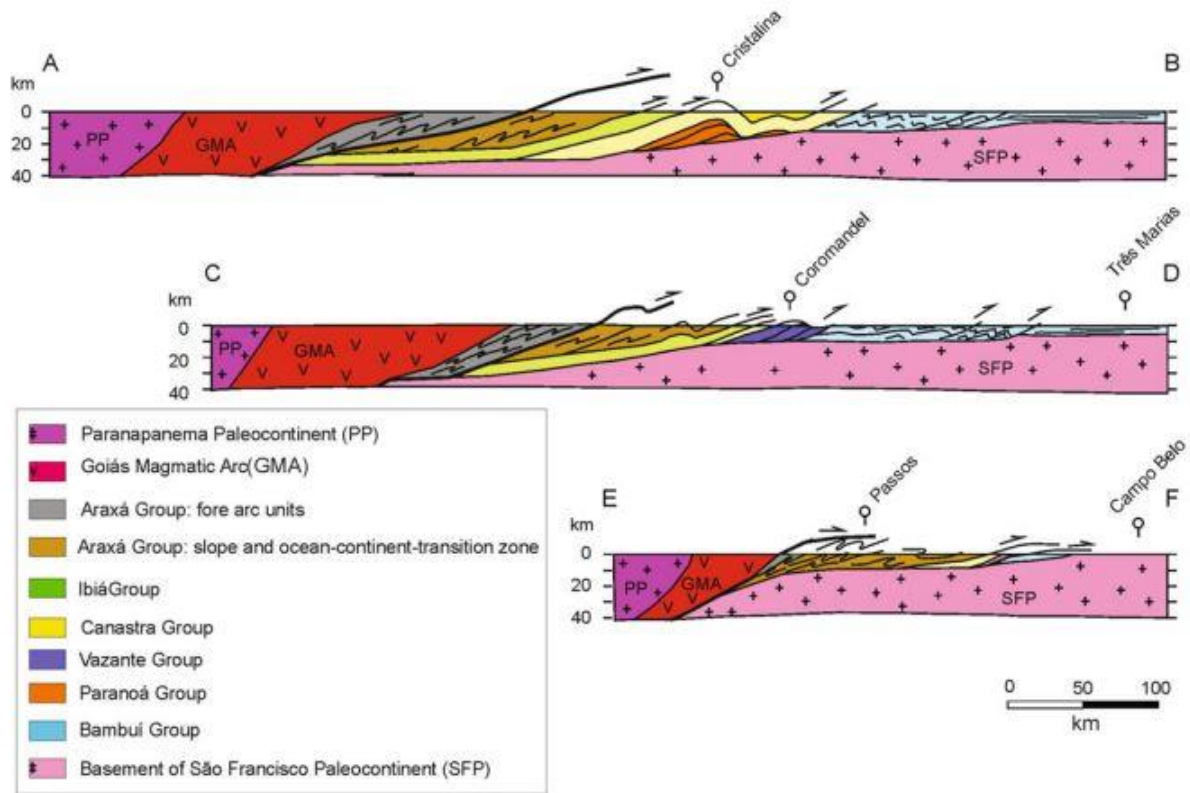 A
Cristalina
B
km
0
20
40
PP
GMA
SFP
C
Coromandel
Três Marias
D
km
0
20
40
PP
GMA
SFP
Paranapanema Paleocontinent (PP)
Goiás Magmatic Arc(GMA)
Araxá Group: fore arc units
Araxá Group: slope and ocean-continent-transition zone
IbiáGroup
Canastra Group
Vazante Group
Paranoá Group
Bambuí Group
Basement of São Francisco Paleocontinent (SFP)
E
Passos
Campo Belo
F
km
0
20
40
PP
GMA
SFP
0 50 100
km